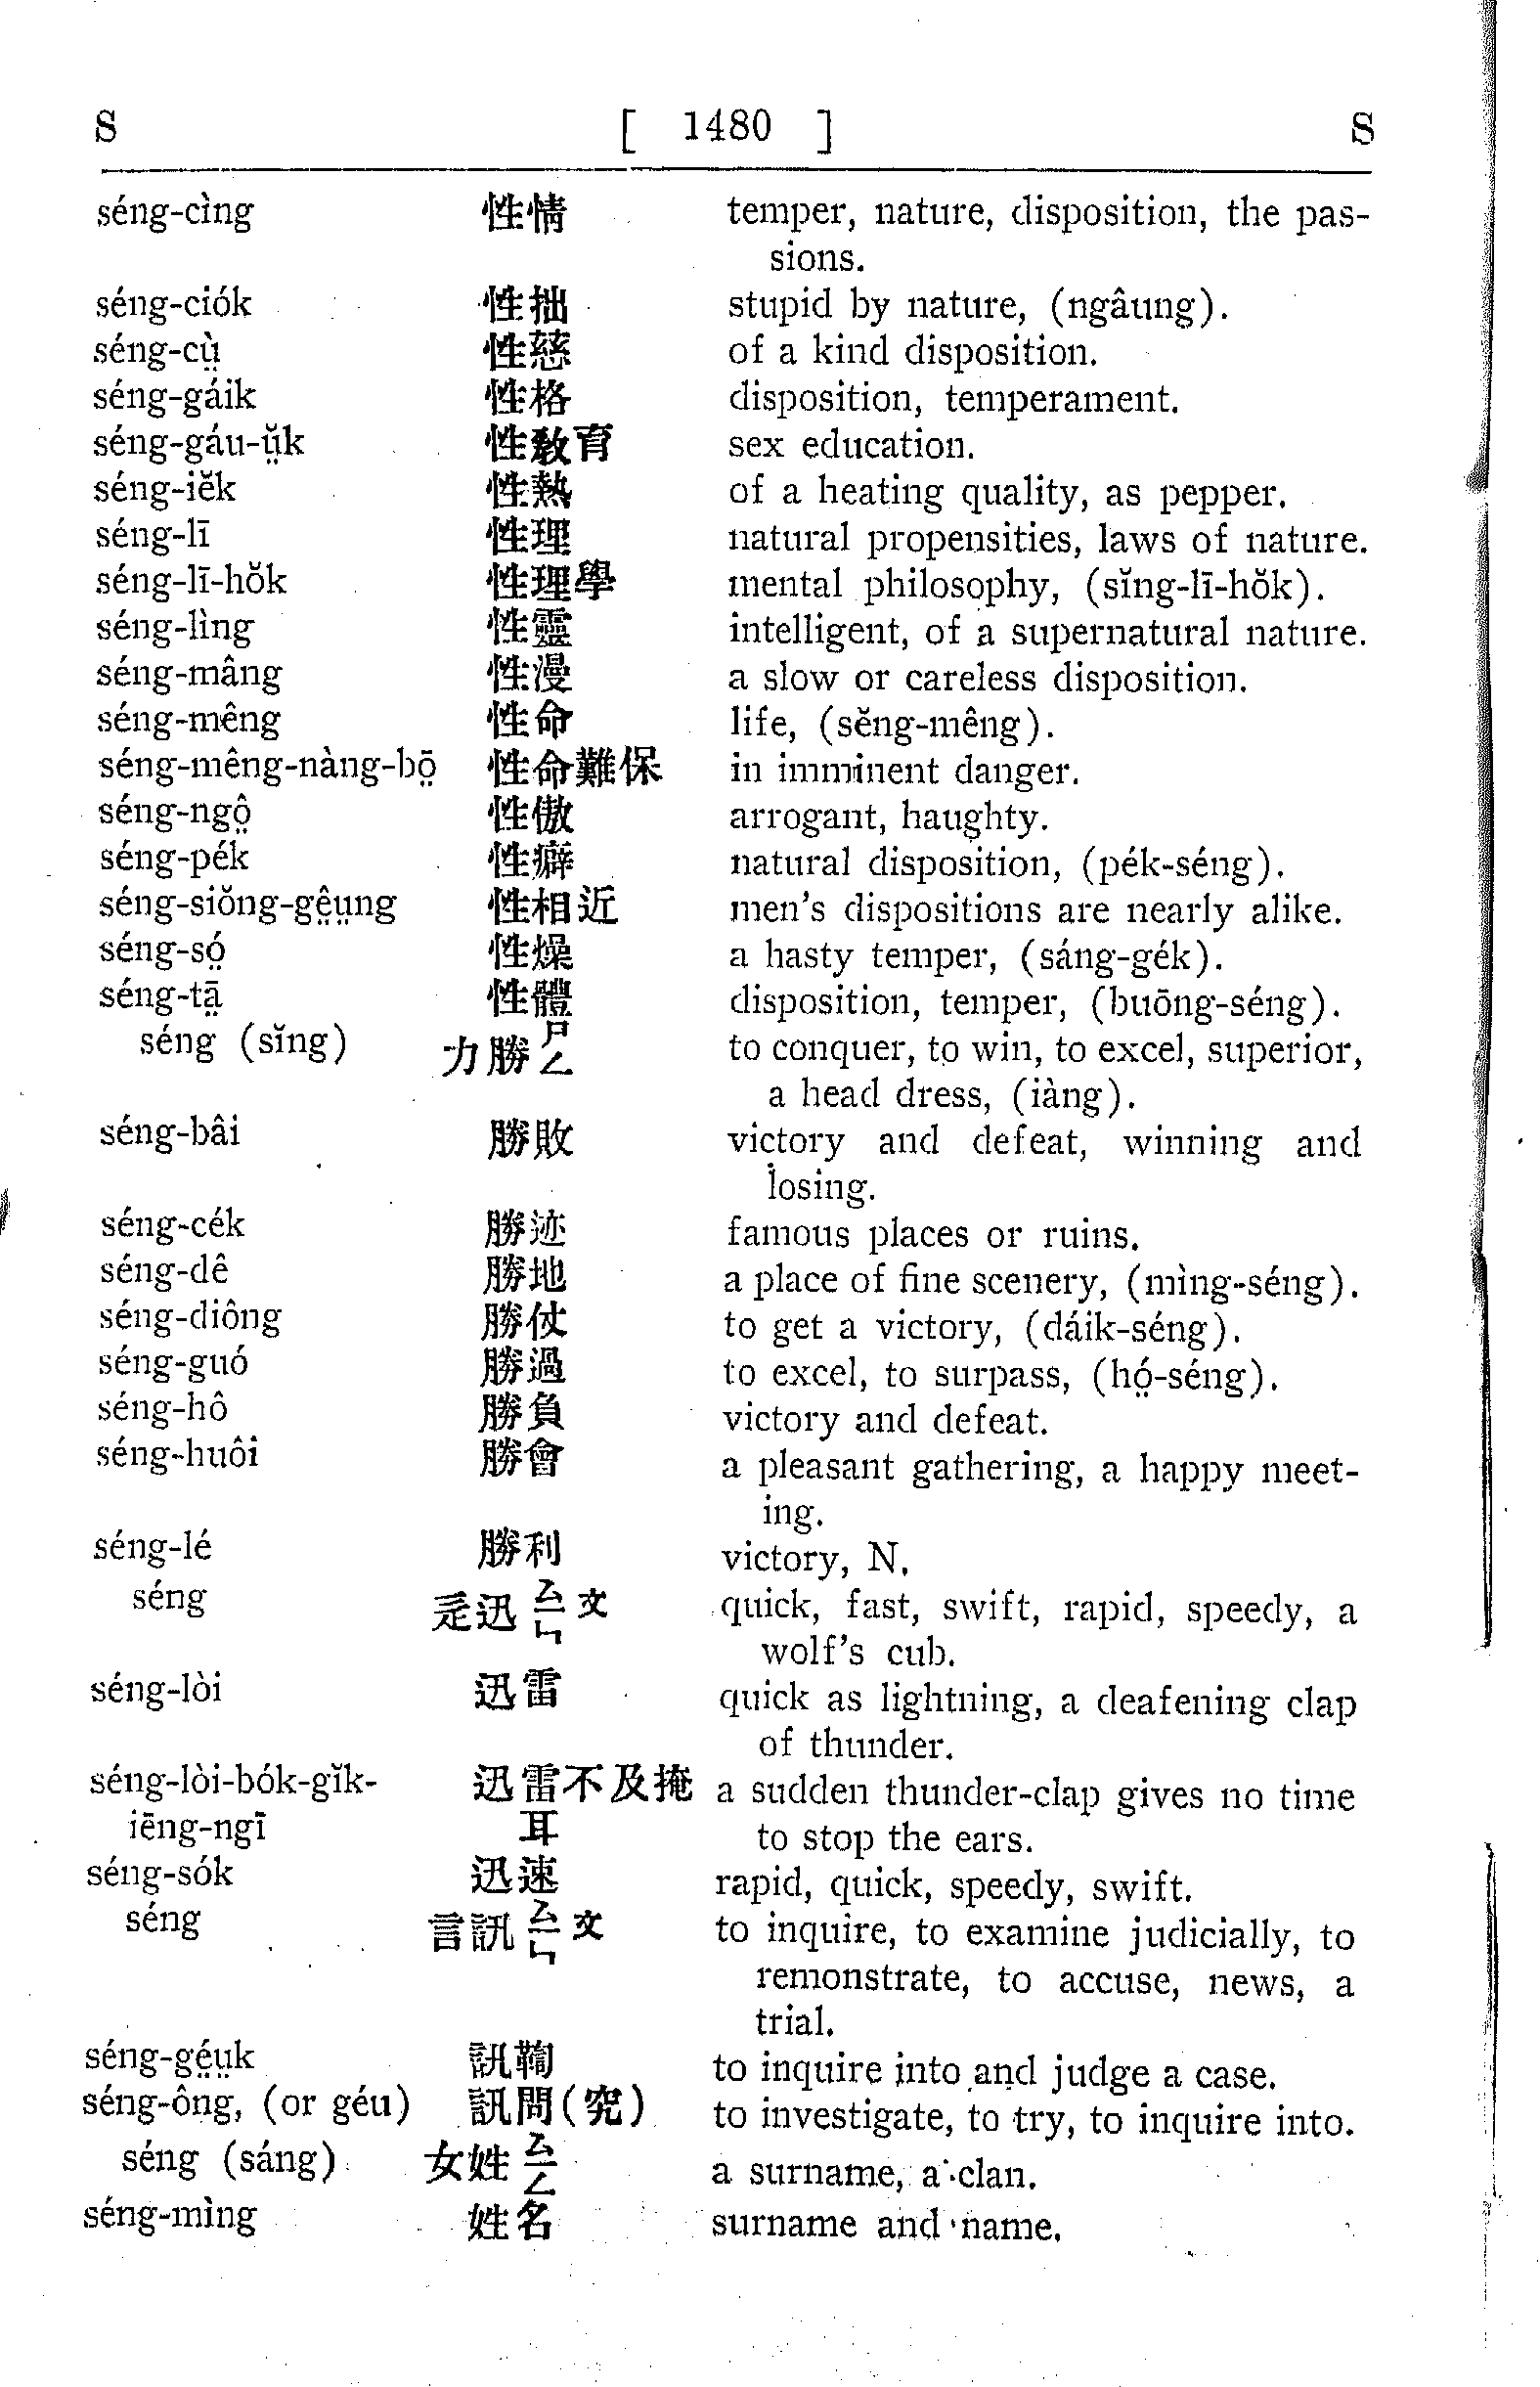 S [ 1480 ] S
séng-cìng 性情 temper, nature, disposition, the pas-
sions.
séng-ciók 性拙 stupid by nature, (ngâung).
séng-cṳ̀ 性慈 of a kind disposition.
séng-gáik 性格 disposition, temperament.
séng-gáu-ṳ̆k 性敎育 sex education.
séng-iĕk 性熱 of a heating quality, as pepper.
séng-lī 性理 natural propensities, laws of nature.
séng-lī-hŏk 性理學 mental philosophy, (sĭng-lī-hŏk).
séng-lìng 性靈 intelligent, of a supernatural nature.
séng-mâng 性漫 a slow or careless disposition.
séng-mêng 性命 life, (sĕng-mêng).
séng-mêng-nàng-bō̤ 性命難保 in imminent danger.
séng-ngô̤ 性傲 arrogant, haughty.
séng-pék 性癖 natural disposition, (pék-séng).
séng-siŏng-gê̤ṳng 性相近 men's dispositions are nearly alike.
séng-só̤ 性燥 a hasty temper, (sáng-gék).
séng-tā̤ 性體 disposition, temper, (buōng-séng).
séng (sĭng) 力勝ㄕㄥ to conquer, to win, to excel, superior,
a head dress, (iàng).
séng-bâi 勝敗 victory and defeat, winning and
losing.
séng-cék 勝迹 famous places or ruins.
séng-dê 勝地 a place of fine scenery, (mìng-séng).
séng-diông 勝仗 to get a victory, (dáik-séng).
séng-guó 勝過 to excel, to surpass, (hó̤-séng).
séng-hô 勝負 victory and defeat.
séng-huôi 勝會 a pleasant gathering, a happy meet-
ing.
séng-lé 勝利 victory, N.
séng 辵迅ㄙㄧㄣ文 quick, fast, swift, rapid, speedy, a
wolf's cub.
séng-lòi 迅雷 quick as lightning, a deafening clap
of thunder.
séng-lòi-bók-gĭk- 迅雷不及掩 a sudden thunder-clap gives no time
iēng-ngī 耳 to stop the ears.
séng-sók 迅速 rapid, quick, speedy, swift.
séng 言訊ㄙㄧㄣ文 to inquire, to examine judicially, to
remonstrate, to accuse, news, a
trial.
séng-gé̤ṳk 訊鞫 to inquire into and judge a case.
séng-ông, (or géu) 訊問(究) to investigate, to try, to inquire into.
séng (sáng) 女姓ㄙㄧㄥ a surname, a clan.
séng-mìng 姓名 surname and name.